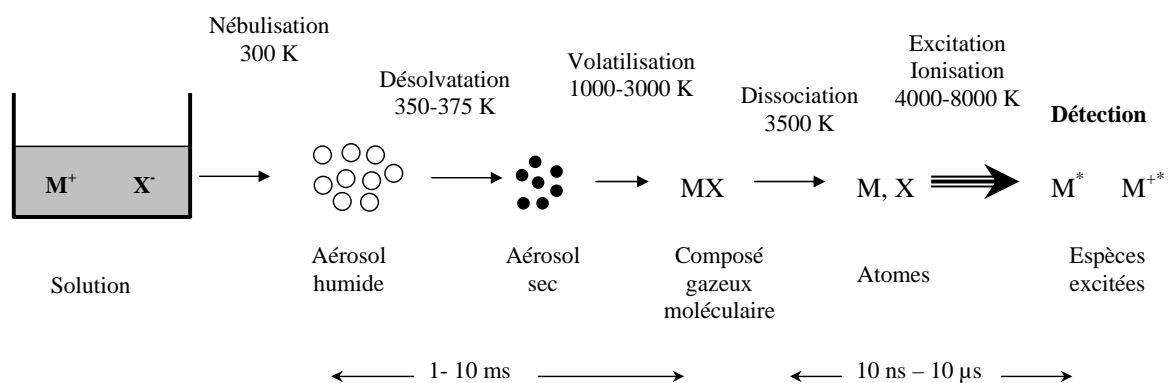 Nébulisation
300 K
Désolvatation
350-375 K
Volatilisation
1000-3000 K
Dissociation
3500 K
Excitation
Ionisation
4000-8000 K
Détection
M+ X-
MX
M, X
M* M+*
Solution
Aérosol
humide
Aérosol
sec
Composé
gazeux
moléculaire
Atomes
Espèces
excitées
1- 10 ms
10 ns – 10 µs